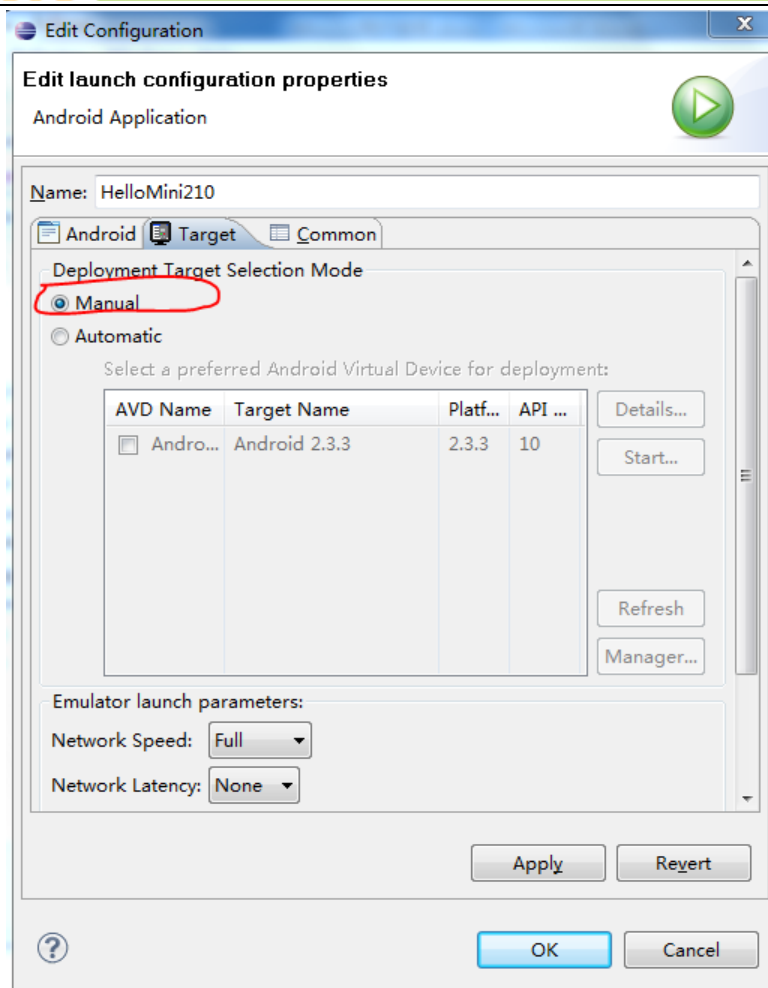 Edit Configuration
Edit launch configuration properties
Android Application
Name: HelloMini210
Android Target Common
Deployment Target Selection Mode
Manual
Automatic
Select a preferred Android Virtual Device for deployment:
AVD Name Target Name Platf... API ... Details...
Andro... Android 2.3.3 2.3.3 10
Start...
Refresh
Manager...
Emulator launch parameters:
Network Speed: Full
Network Latency: None
Apply Revert
? OK Cancel